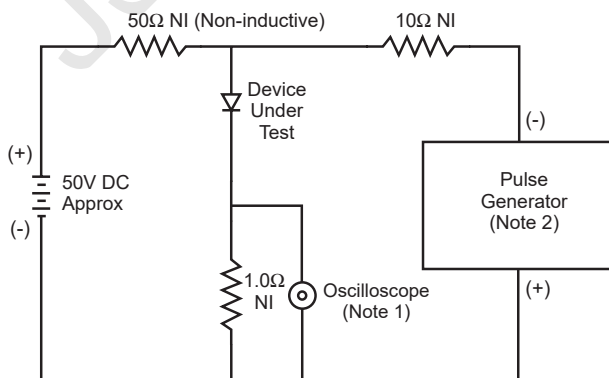 50Ω NI (Non-inductive)
10Ω NI
Device
Under
Test
(+)
50V DC
Approx
(-)
1.0Ω
NI
Oscilloscope
(Note 1)
(-)
Pulse
Generator
(Note 2)
(+)